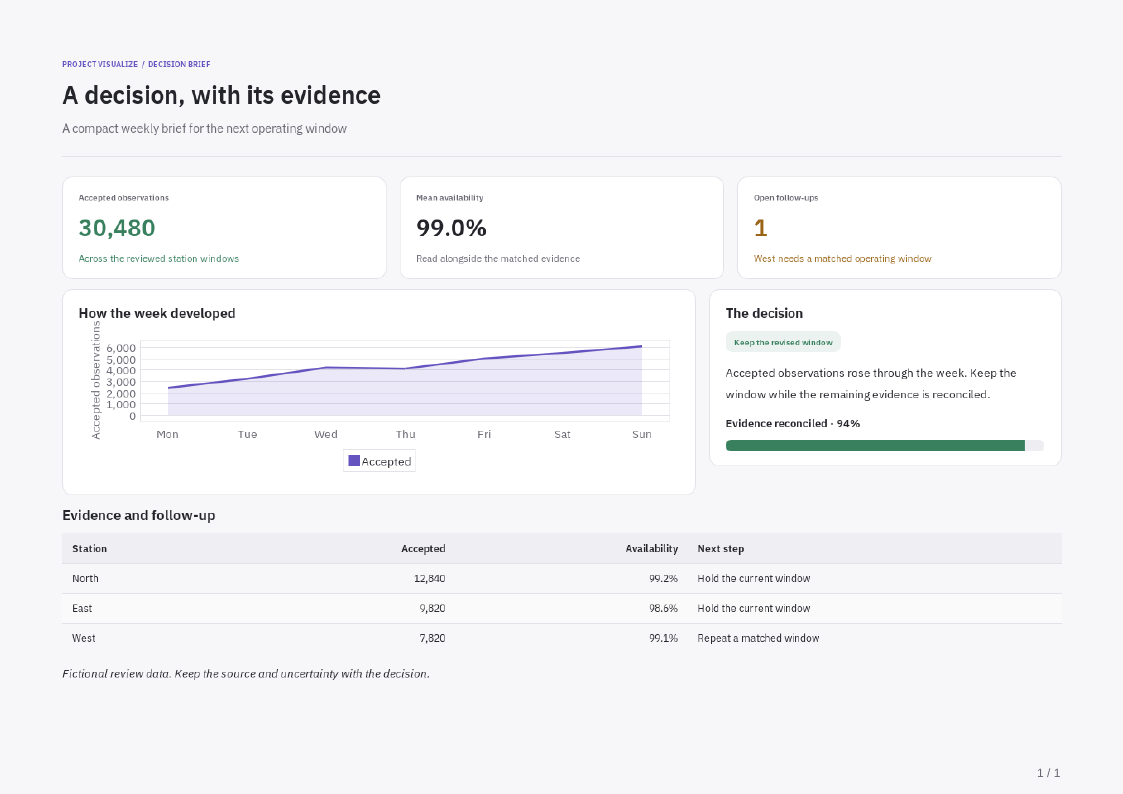 PROJECT VISUALIZE / DECISION BRIEF
A decision, with its evidence
A compact weekly brief for the next operating window
Accepted observations
30,480
Across the reviewed station windows
Mean availability
99.0%
Read alongside the matched evidence
Open follow-ups
1
West needs a matched operating window
How the week developed
Accepted observations
6,000
5,000
4,000
3,000
2,000
1,000
0
Mon Tue Wed Thu Fri Sat Sun
Accepted
The decision
Keep the revised window
Accepted observations rose through the week. Keep the
window while the remaining evidence is reconciled.
Evidence reconciled · 94%
Evidence and follow-up
Station Accepted Availability Next step
North 12,840 99.2% Hold the current window
East 9,820 98.6% Hold the current window
West 7,820 99.1% Repeat a matched window
Fictional review data. Keep the source and uncertainty with the decision.
1 / 1